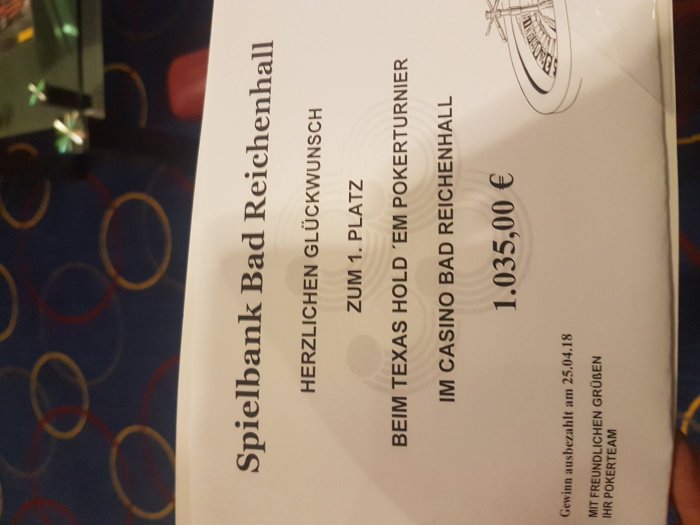 Spielbank Bad Reichenhall
HERZLICHEN GLÜCKWUNSCH
ZUM 1. PLATZ
BEIM TEXAS HOLD ´EM POKERTURNIER
IM CASINO BAD REICHENHALL
1.035,00 €
Gewinn ausbezahlt am 25.04.18
MIT FREUNDLICHEN GRÜßEN
IHR POKERTEAM